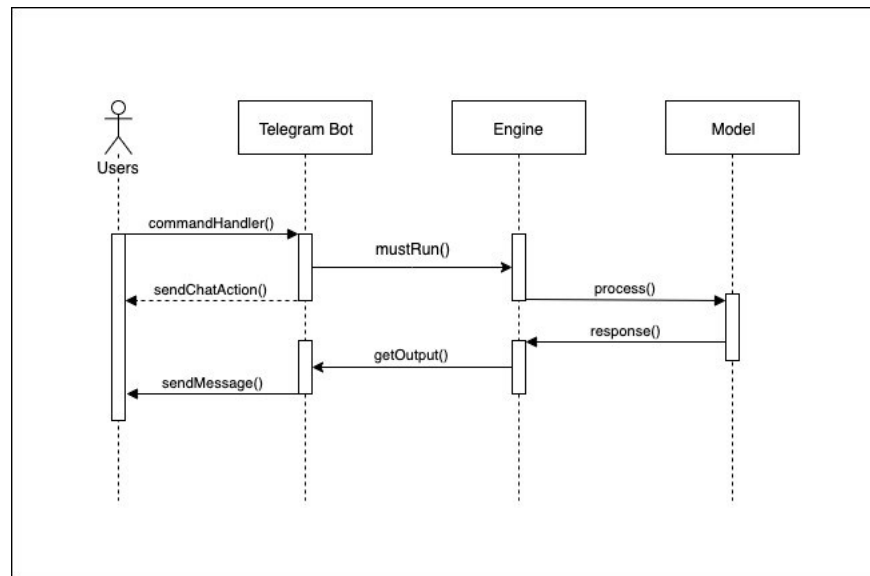 Users
Telegram Bot
Engine
Model
commandHandler()
mustRun()
sendChatAction()
process()
response()
getOutput()
sendMessage()